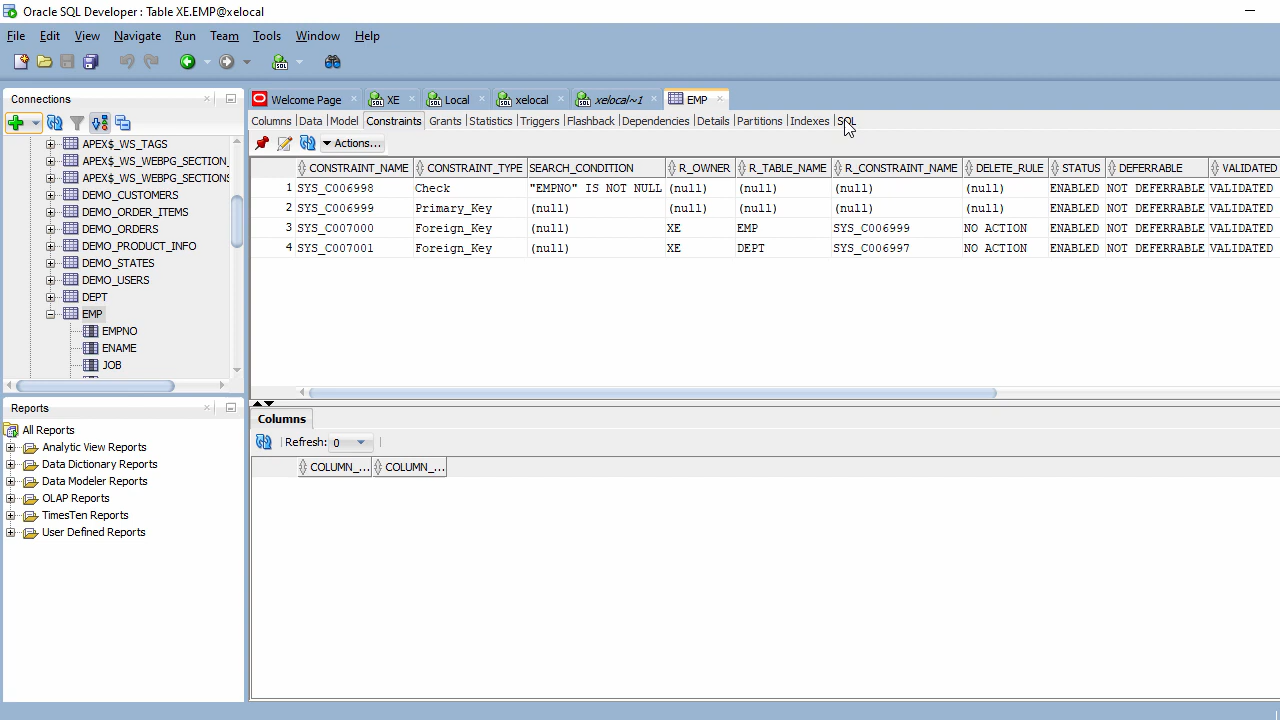 Oracle SQL Developer : Table XE.EMP@xelocal
File Edit View Navigate Run Team Tools Window Help
Connections
APEX$_WS_TAGS
APEX$_WS_WEBPG_SECTION_
APEX$_WS_WEBPG_SECTIONS
DEMO_CUSTOMERS
DEMO_ORDER_ITEMS
DEMO_ORDERS
DEMO_PRODUCT_INFO
DEMO_STATES
DEMO_USERS
DEPT
EMP
EMPNO
ENAME
JOB
Reports
All Reports
Analytic View Reports
Data Dictionary Reports
Data Modeler Reports
OLAP Reports
TimesTen Reports
User Defined Reports
Welcome Page XE Local xelocal xelocal~1 EMP
Columns Data Model Constraints Grants Statistics Triggers Flashback Dependencies Details Partitions Indexes SQL
Actions...
CONSTRAINT_NAME CONSTRAINT_TYPE SEARCH_CONDITION R_OWNER R_TABLE_NAME R_CONSTRAINT_NAME DELETE_RULE STATUS DEFERRABLE VALIDATED
1 SYS_C006998 Check "EMPNO" IS NOT NULL (null) (null) (null) (null) ENABLED NOT DEFERRABLE VALIDATED
2 SYS_C006999 Primary_Key (null) (null) (null) (null) (null) ENABLED NOT DEFERRABLE VALIDATED
3 SYS_C007000 Foreign_Key (null) XE EMP SYS_C006999 NO ACTION ENABLED NOT DEFERRABLE VALIDATED
4 SYS_C007001 Foreign_Key (null) XE DEPT SYS_C006997 NO ACTION ENABLED NOT DEFERRABLE VALIDATED
Columns
Refresh: 0
COLUMN_... COLUMN_...